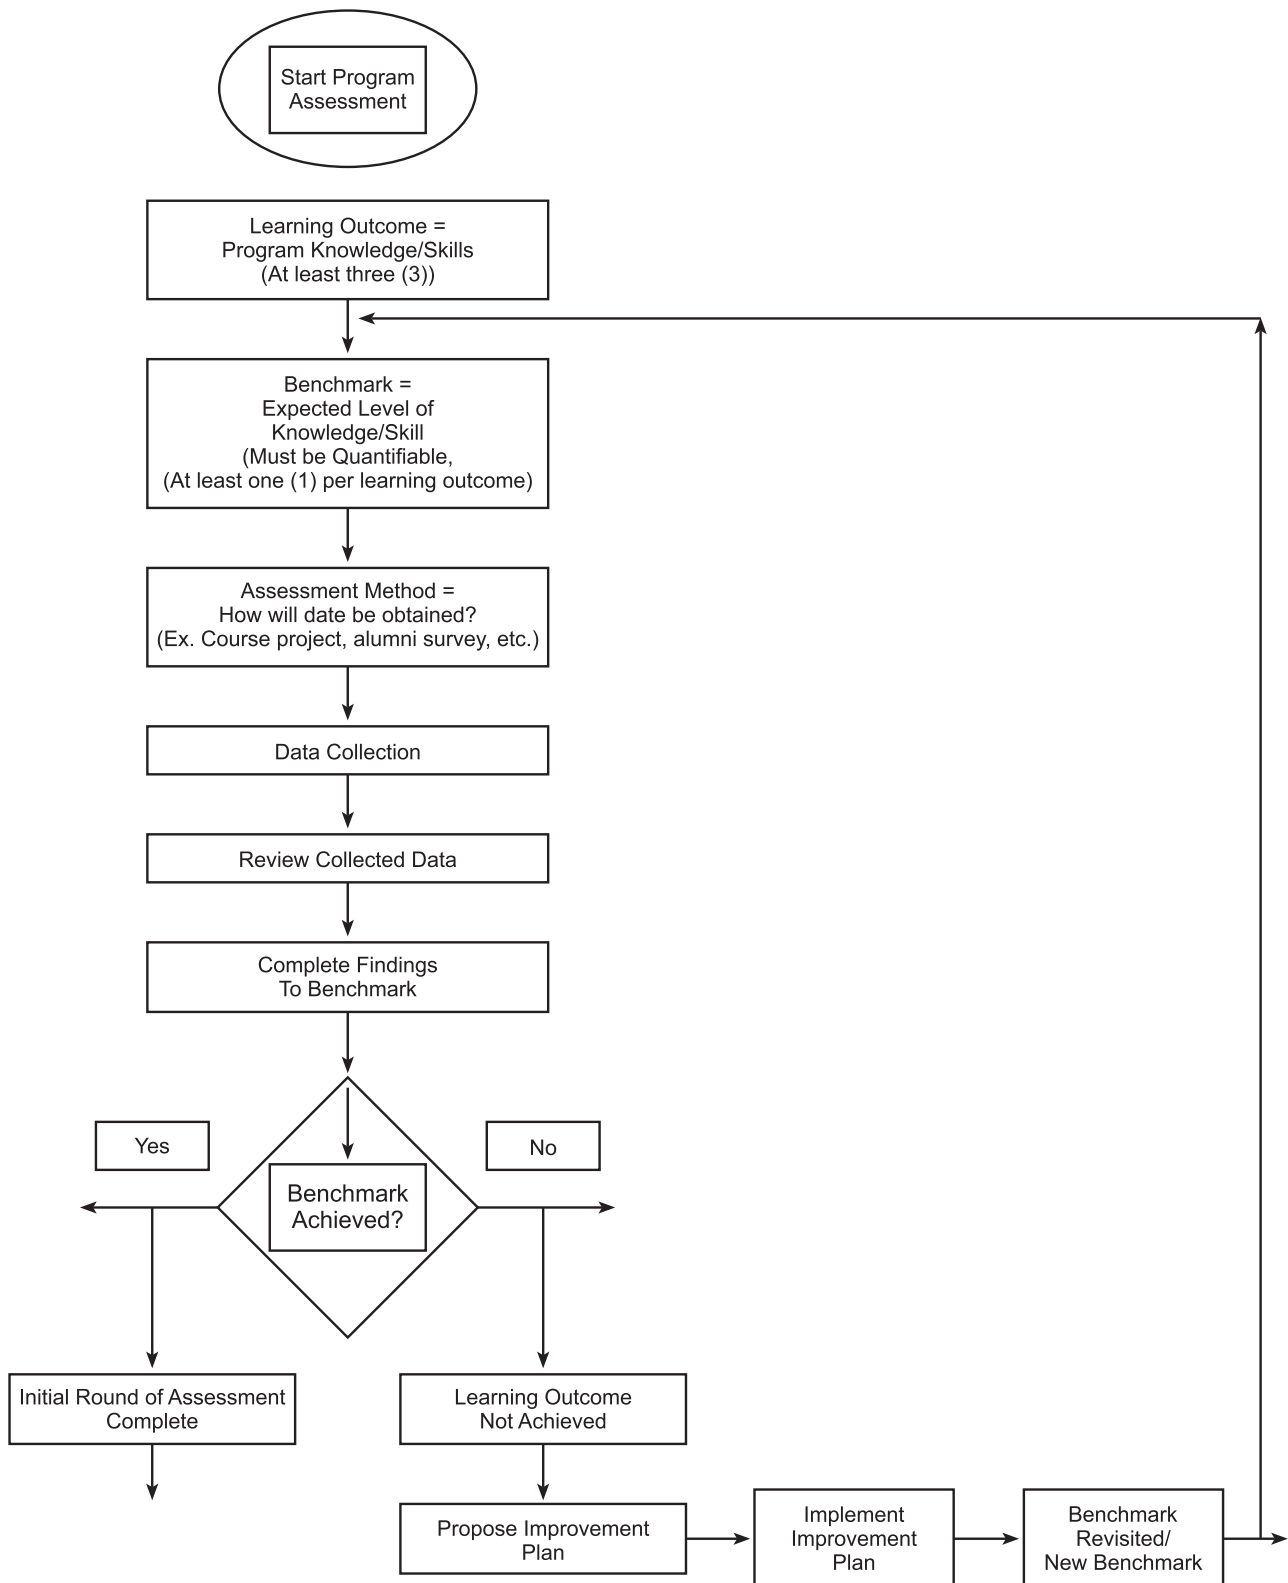 Start Program
Assessment
Learning Outcome =
Program Knowledge/Skills
(At least three (3))
Benchmark =
Expected Level of
Knowledge/Skill
(Must be Quantifiable,
(At least one (1) per learning outcome)
Assessment Method =
How will date be obtained?
(Ex. Course project, alumni survey, etc.)
Data Collection
Review Collected Data
Complete Findings
To Benchmark
Yes
No
Benchmark
Achieved?
Initial Round of Assessment
Complete
Learning Outcome
Not Achieved
Propose Improvement
Plan
Implement
Improvement
Plan
Benchmark
Revisited/
New Benchmark